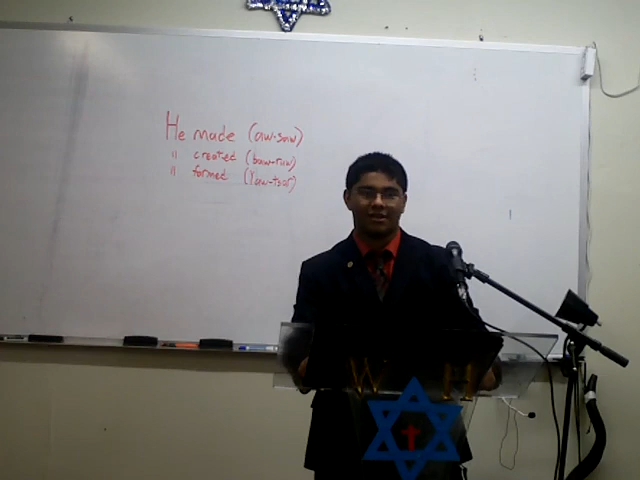 He made (aw-saw)
" created (baw-raw)
" formed (Yaw-tsar)
W H